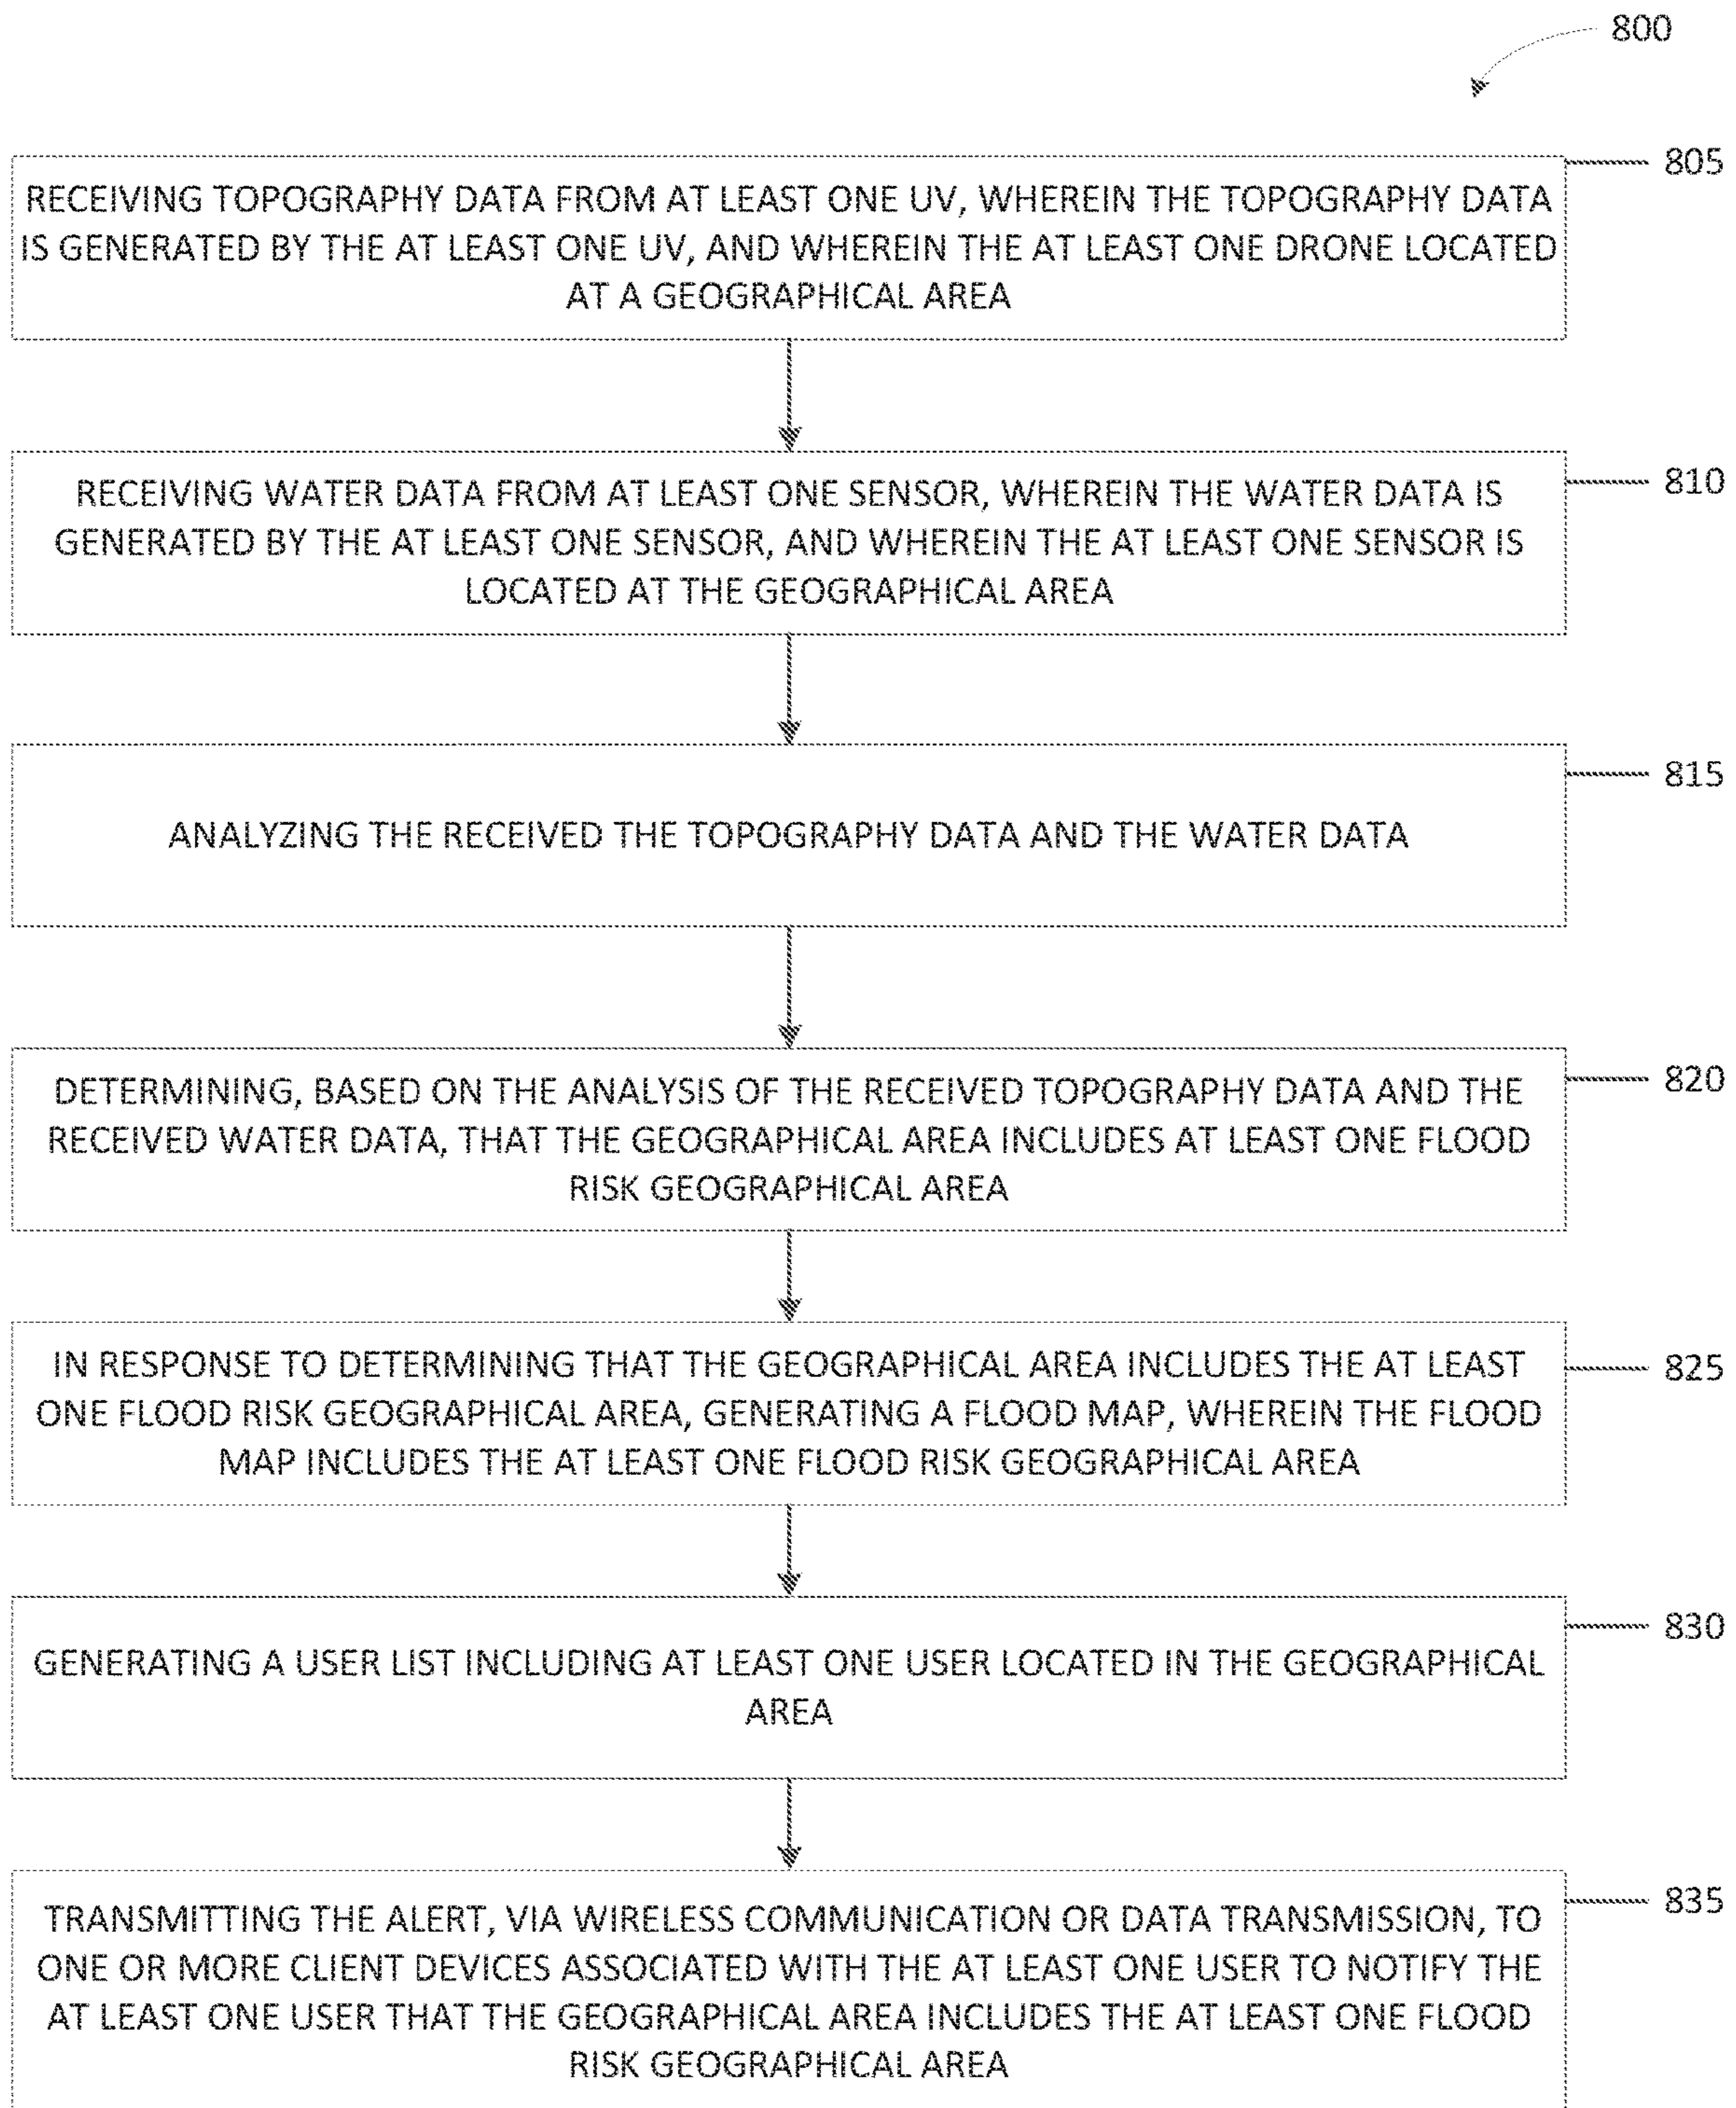 800
805
RECEIVING TOPOGRAPHY DATA FROM AT LEAST ONE UV, WHEREIN THE TOPOGRAPHY DATA
IS GENERATED BY THE AT LEAST ONE UV, AND WHEREIN THE AT LEAST ONE DRONE LOCATED
AT A GEOGRAPHICAL AREA
810
RECEIVING WATER DATA FROM AT LEAST ONE SENSOR, WHEREIN THE WATER DATA IS
GENERATED BY THE AT LEAST ONE SENSOR, AND WHEREIN THE AT LEAST ONE SENSOR IS
LOCATED AT THE GEOGRAPHICAL AREA
815
ANALYZING THE RECEIVED THE TOPOGRAPHY DATA AND THE WATER DATA
820
DETERMINING, BASED ON THE ANALYSIS OF THE RECEIVED TOPOGRAPHY DATA AND THE
RECEIVED WATER DATA, THAT THE GEOGRAPHICAL AREA INCLUDES AT LEAST ONE FLOOD
RISK GEOGRAPHICAL AREA
825
IN RESPONSE TO DETERMINING THAT THE GEOGRAPHICAL AREA INCLUDES THE AT LEAST
ONE FLOOD RISK GEOGRAPHICAL AREA, GENERATING A FLOOD MAP, WHEREIN THE FLOOD
MAP INCLUDES THE AT LEAST ONE FLOOD RISK GEOGRAPHICAL AREA
830
GENERATING A USER LIST INCLUDING AT LEAST ONE USER LOCATED IN THE GEOGRAPHICAL
AREA
835
TRANSMITTING THE ALERT, VIA WIRELESS COMMUNICATION OR DATA TRANSMISSION, TO
ONE OR MORE CLIENT DEVICES ASSOCIATED WITH THE AT LEAST ONE USER TO NOTIFY THE
AT LEAST ONE USER THAT THE GEOGRAPHICAL AREA INCLUDES THE AT LEAST ONE FLOOD
RISK GEOGRAPHICAL AREA